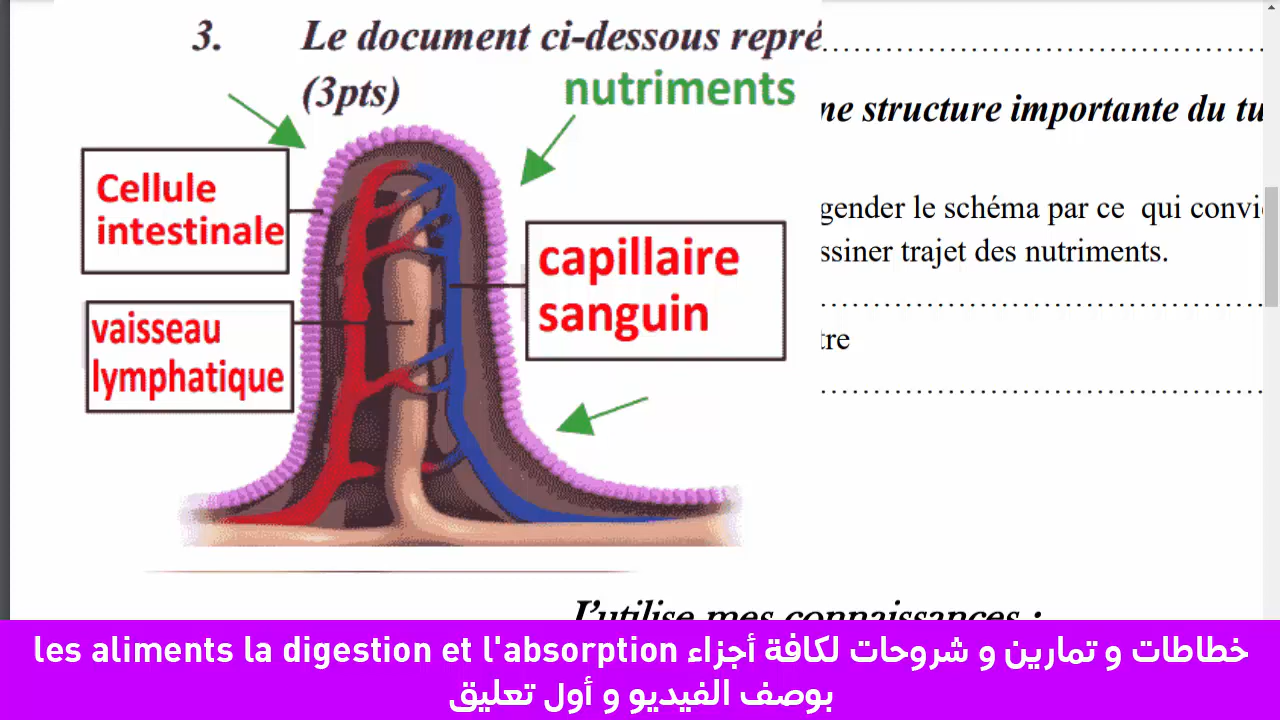 3. Le document ci-dessous repré
(3pts)
nutriments
ne structure importante du tu
Cellule
intestinale
gender le schéma par ce qui convi
ssiner trajet des nutriments.
capillaire
sanguin
vaisseau
lymphatique
tre
J'utilise mes connaissances :
خطاطات و تمارين و شروحات لكافة أجزاء les aliments la digestion et l'absorption
بوصف الفيديو و أول تعليق